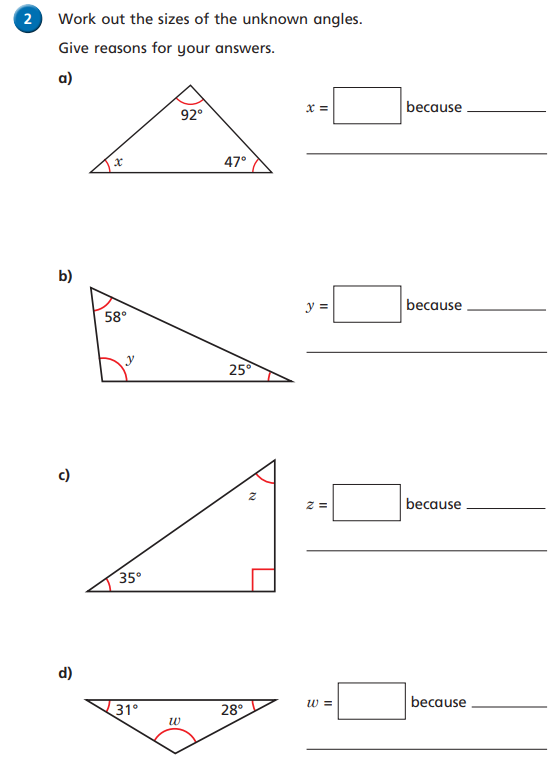 2 Work out the sizes of the unknown angles.
Give reasons for your answers.
a)
92°
x
47°
x = because
b)
58°
y
25°
y = because
c)
z
35°
z = because
d)
31°
w
28°
w = because